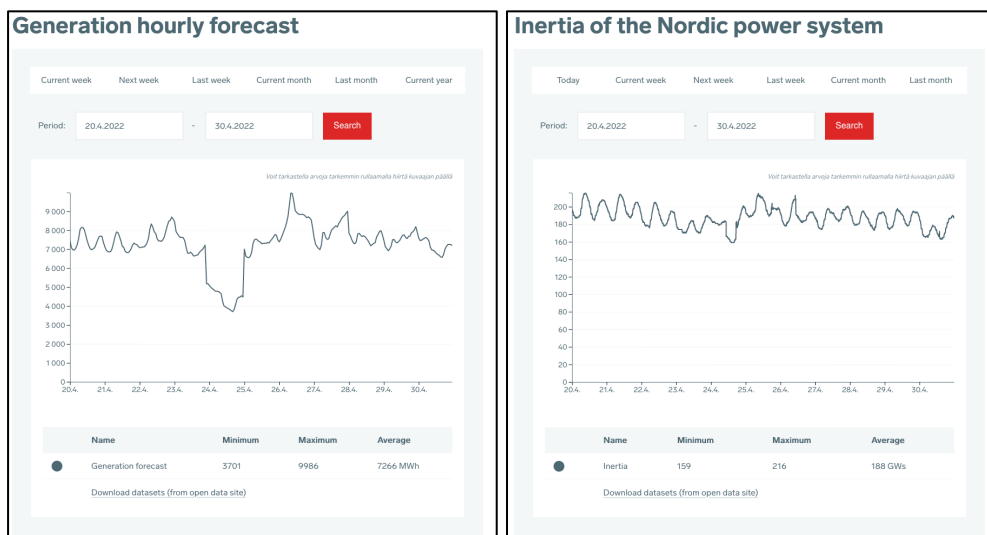 Generation hourly forecast
Current week Next week Last week Current month Last month Current year
Period: 20.4.2022 - 30.4.2022 Search
Voit tarkastella arvoja tarkemmin rullaamalla hiirtä kuvaajan päällä
9 000
8 000
7 000
6 000
5 000
4 000
3 000
2 000
1 000
0
20.4. 21.4. 22.4. 23.4. 24.4. 25.4. 26.4. 27.4. 28.4. 29.4. 30.4.
Name Minimum Maximum Average
Generation forecast 3701 9986 7266 MWh
Download datasets (from open data site)
Inertia of the Nordic power system
Today Current week Next week Last week Current month Last month
Period: 20.4.2022 - 30.4.2022 Search
Voit tarkastella arvoja tarkemmin rullaamalla hiirtä kuvaajan päällä
200
180
160
140
120
100
80
60
40
20
0
20.4. 21.4. 22.4. 23.4. 24.4. 25.4. 26.4. 27.4. 28.4. 29.4. 30.4.
Name Minimum Maximum Average
Inertia 159 216 188 GWs
Download datasets (from open data site)